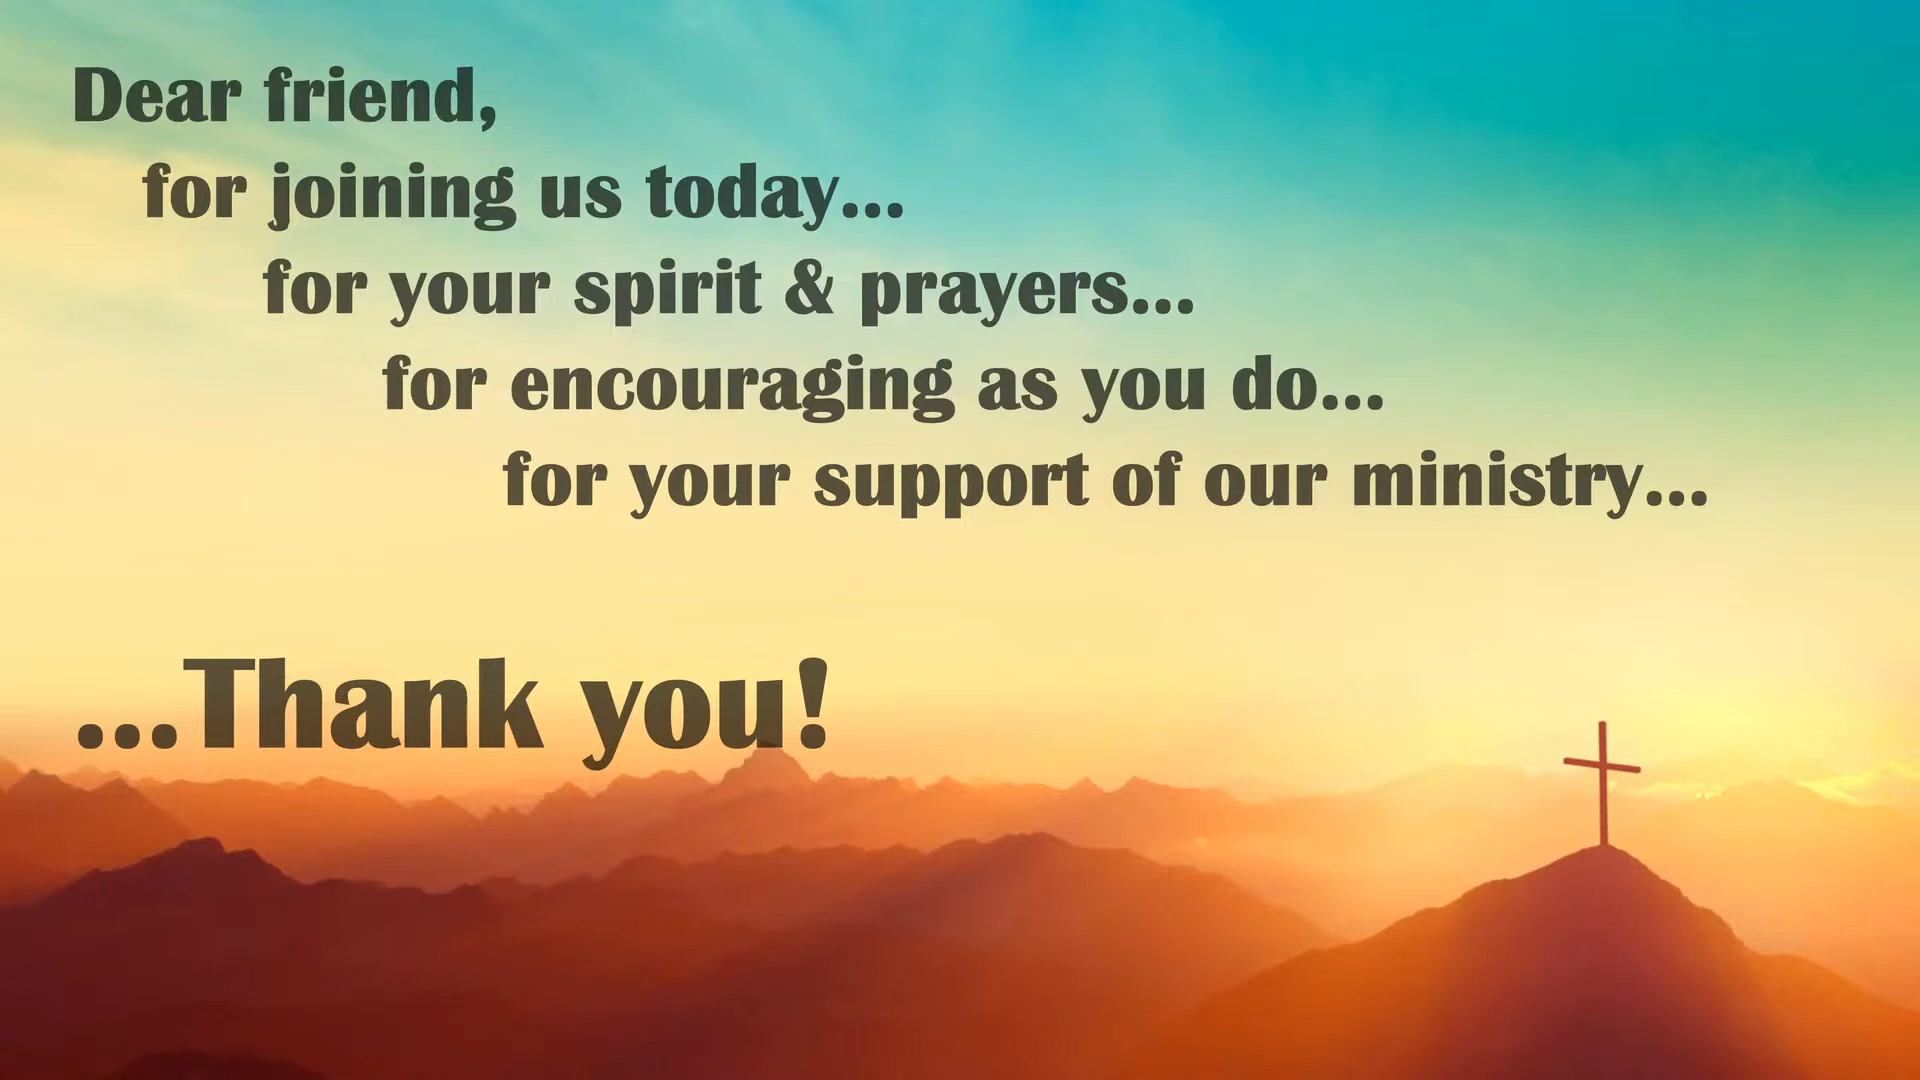 Dear friend,
for joining us today...
for your spirit & prayers...
for encouraging as you do...
for your support of our ministry...
...Thank you!